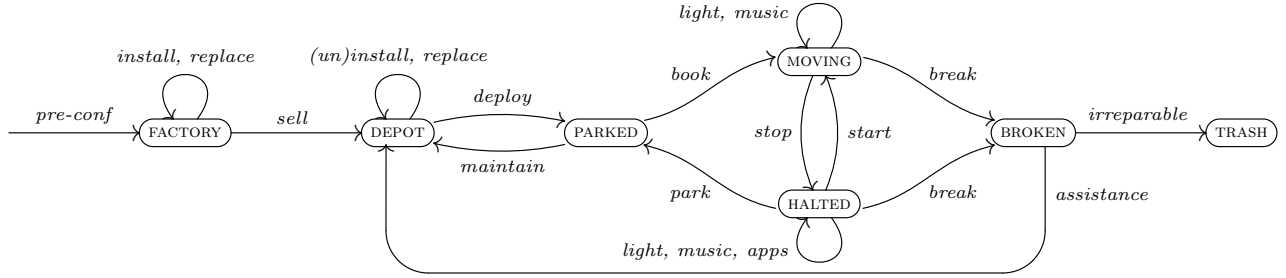 light, music
install, replace
(un)install, replace
MOVING
book
break
deploy
pre-conf
sell
irreparable
FACTORY
DEPOT
PARKED
stop
start
BROKEN
TRASH
maintain
park
break
assistance
HALTED
light, music, apps